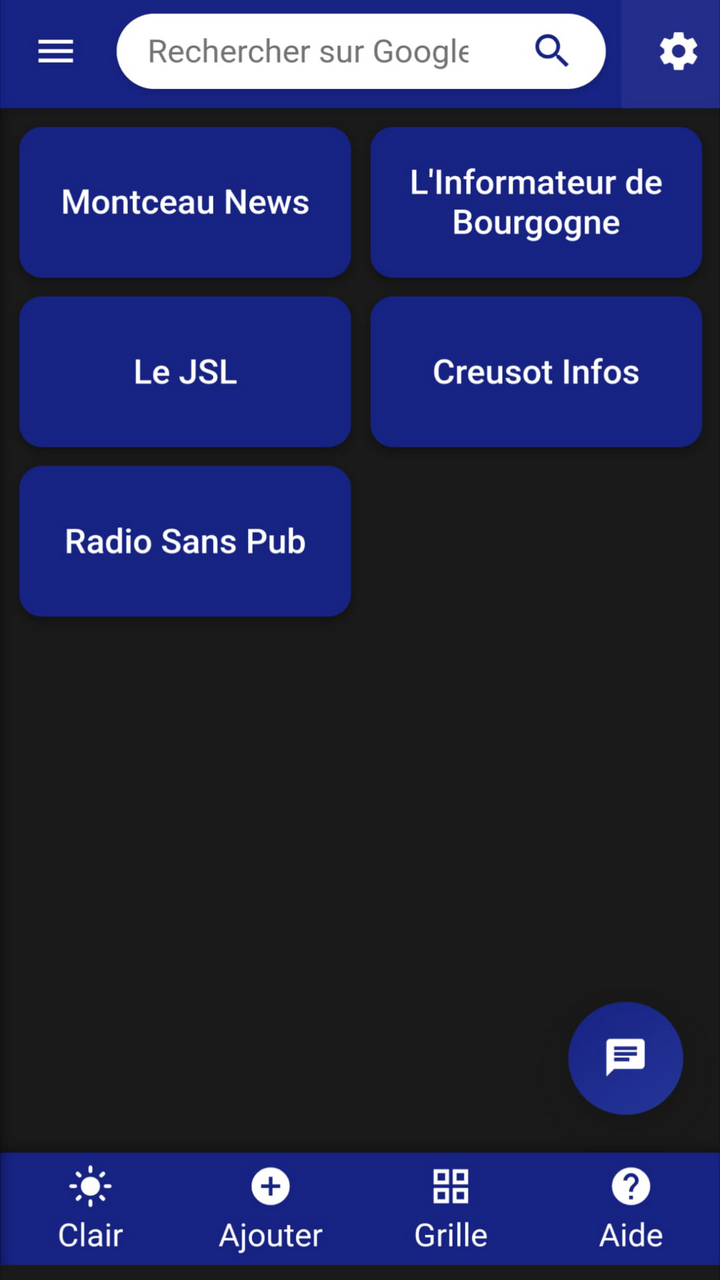 Rechercher sur Google
Montceau News
L'Informateur de
Bourgogne
Le JSL
Creusot Infos
Radio Sans Pub
Clair
Ajouter
Grille
Aide